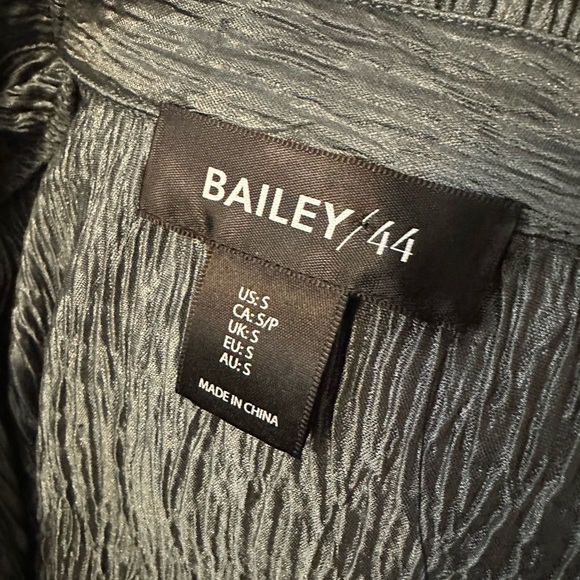 BAILEY/44
US: S
CA: S/P
UK: S
EU: S
AU: S
MADE IN CHINA